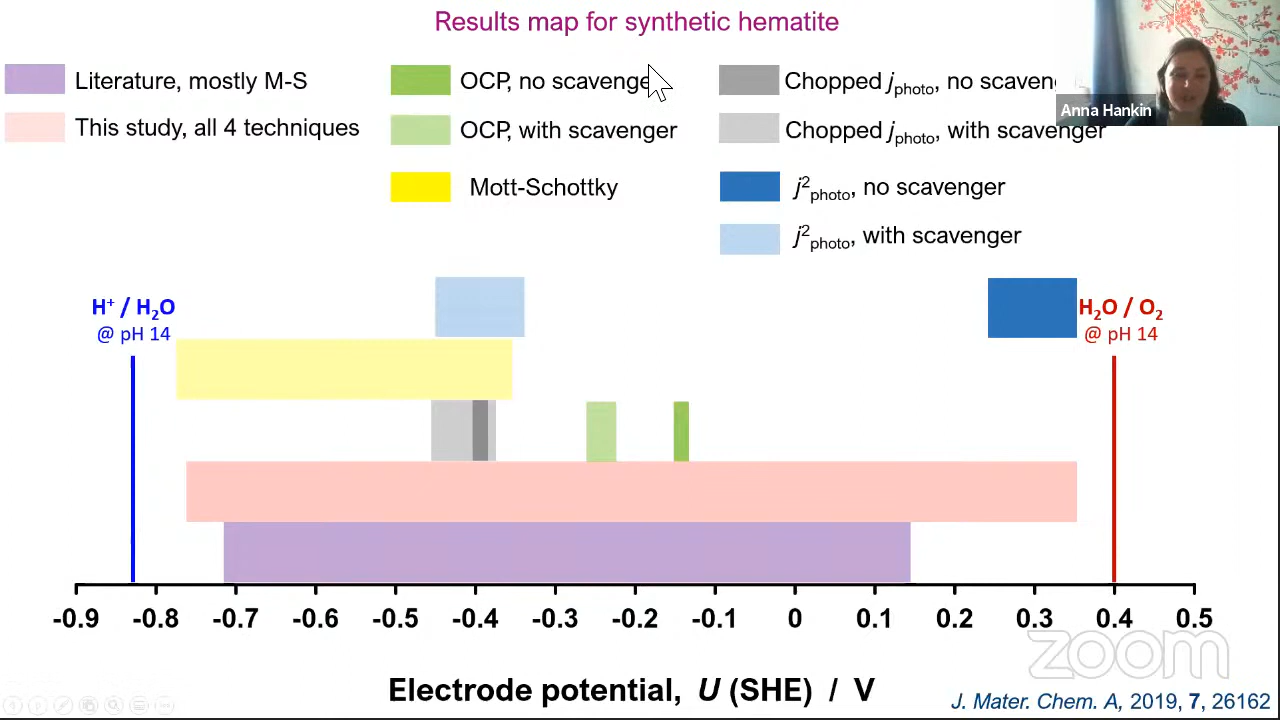 Results map for synthetic hematite
Literature, mostly M-S
This study, all 4 techniques
OCP, no scavenge
OCP, with scavenger
Mott-Schottky
Chopped jphoto, no scaven
Chopped jphoto, with scavenger
j²photo, no scavenger
j²photo, with scavenger
Anna Hankin
H⁺ / H₂O
@ pH 14
H₂O / O₂
@ pH 14
-0.9 -0.8 -0.7 -0.6 -0.5 -0.4 -0.3 -0.2 -0.1 0 0.1 0.2 0.3 0.4 0.5
Electrode potential, U (SHE) / V
zoom
J. Mater. Chem. A, 2019, 7, 26162